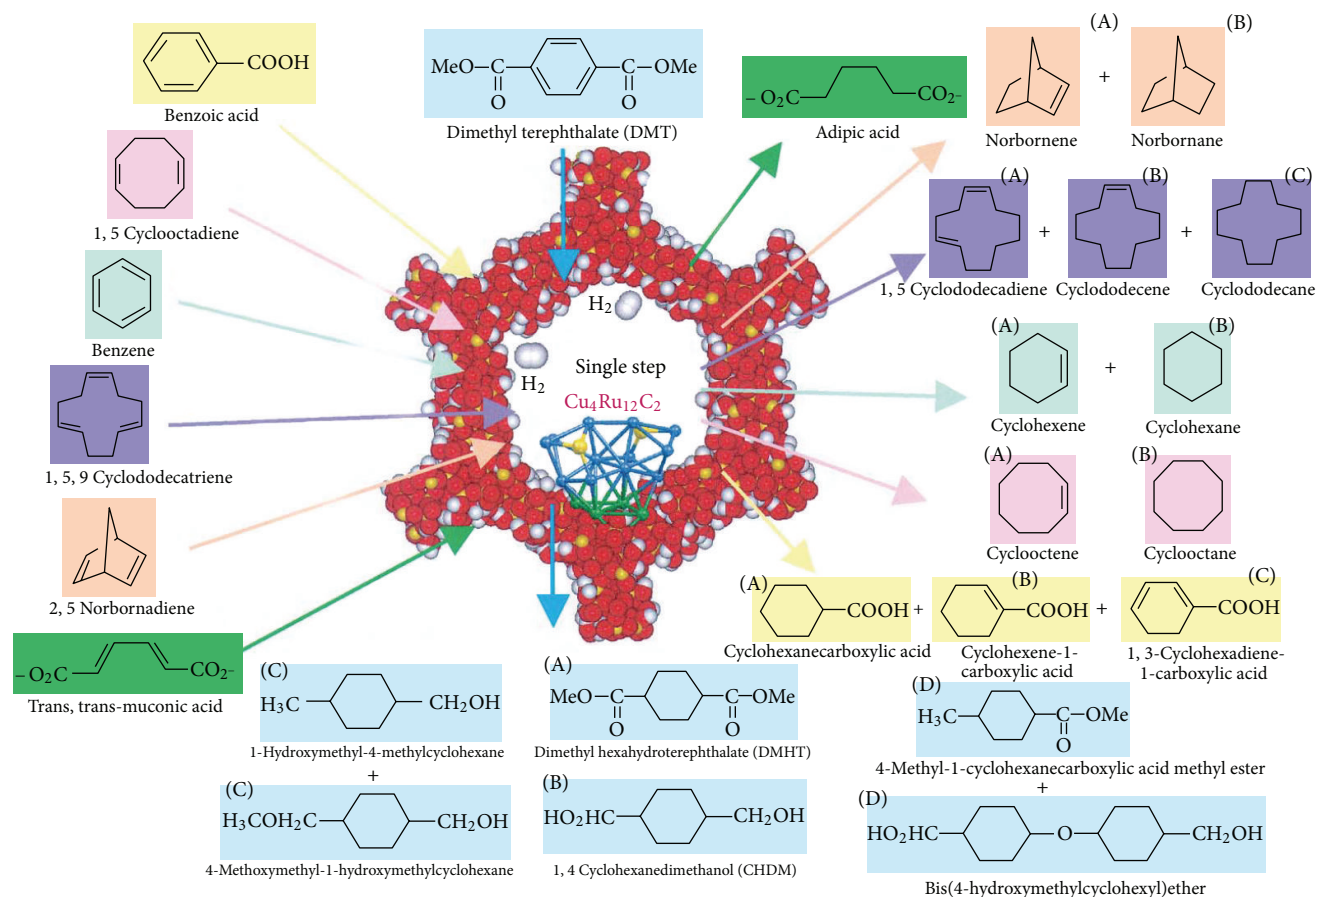 COOH
Benzoic acid
1, 5 Cyclooctadiene
Benzene
1, 5, 9 Cyclododecatriene
2, 5 Norbornadiene
– O₂C CO₂–
Trans, trans-muconic acid
MeO C C OMe
O O
Dimethyl terephthalate (DMT)
– O₂C CO₂–
Adipic acid
(A) (B)
+
Norbornene Norbornane
(A) (B) (C)
+ +
1, 5 Cyclododecadiene Cyclododecene Cyclododecane
H₂
H₂
Single step
Cu₄Ru₁₂C₂
(A) (B)
+
Cyclohexene Cyclohexane
(A) (B)
Cyclooctene Cyclooctane
(A) (B) (C)
COOH + COOH + COOH
Cyclohexanecarboxylic acid
Cyclohexene-1-
carboxylic acid
1, 3-Cyclohexadiene-
1-carboxylic acid
(C)
H₃C CH₂OH
1-Hydroxymethyl-4-methylcyclohexane
+
(C)
H₃COH₂C CH₂OH
4-Methoxymethyl-1-hydroxymethylcyclohexane
(A)
MeO C C OMe
O O
Dimethyl hexahydroterephthalate (DMHT)
(B)
HO₂HC CH₂OH
1, 4 Cyclohexanedimethanol (CHDM)
(D)
H₃C C OMe
O
4-Methyl-1-cyclohexanecarboxylic acid methyl ester
+
(D)
HO₂HC O CH₂OH
Bis(4-hydroxymethylcyclohexyl)ether